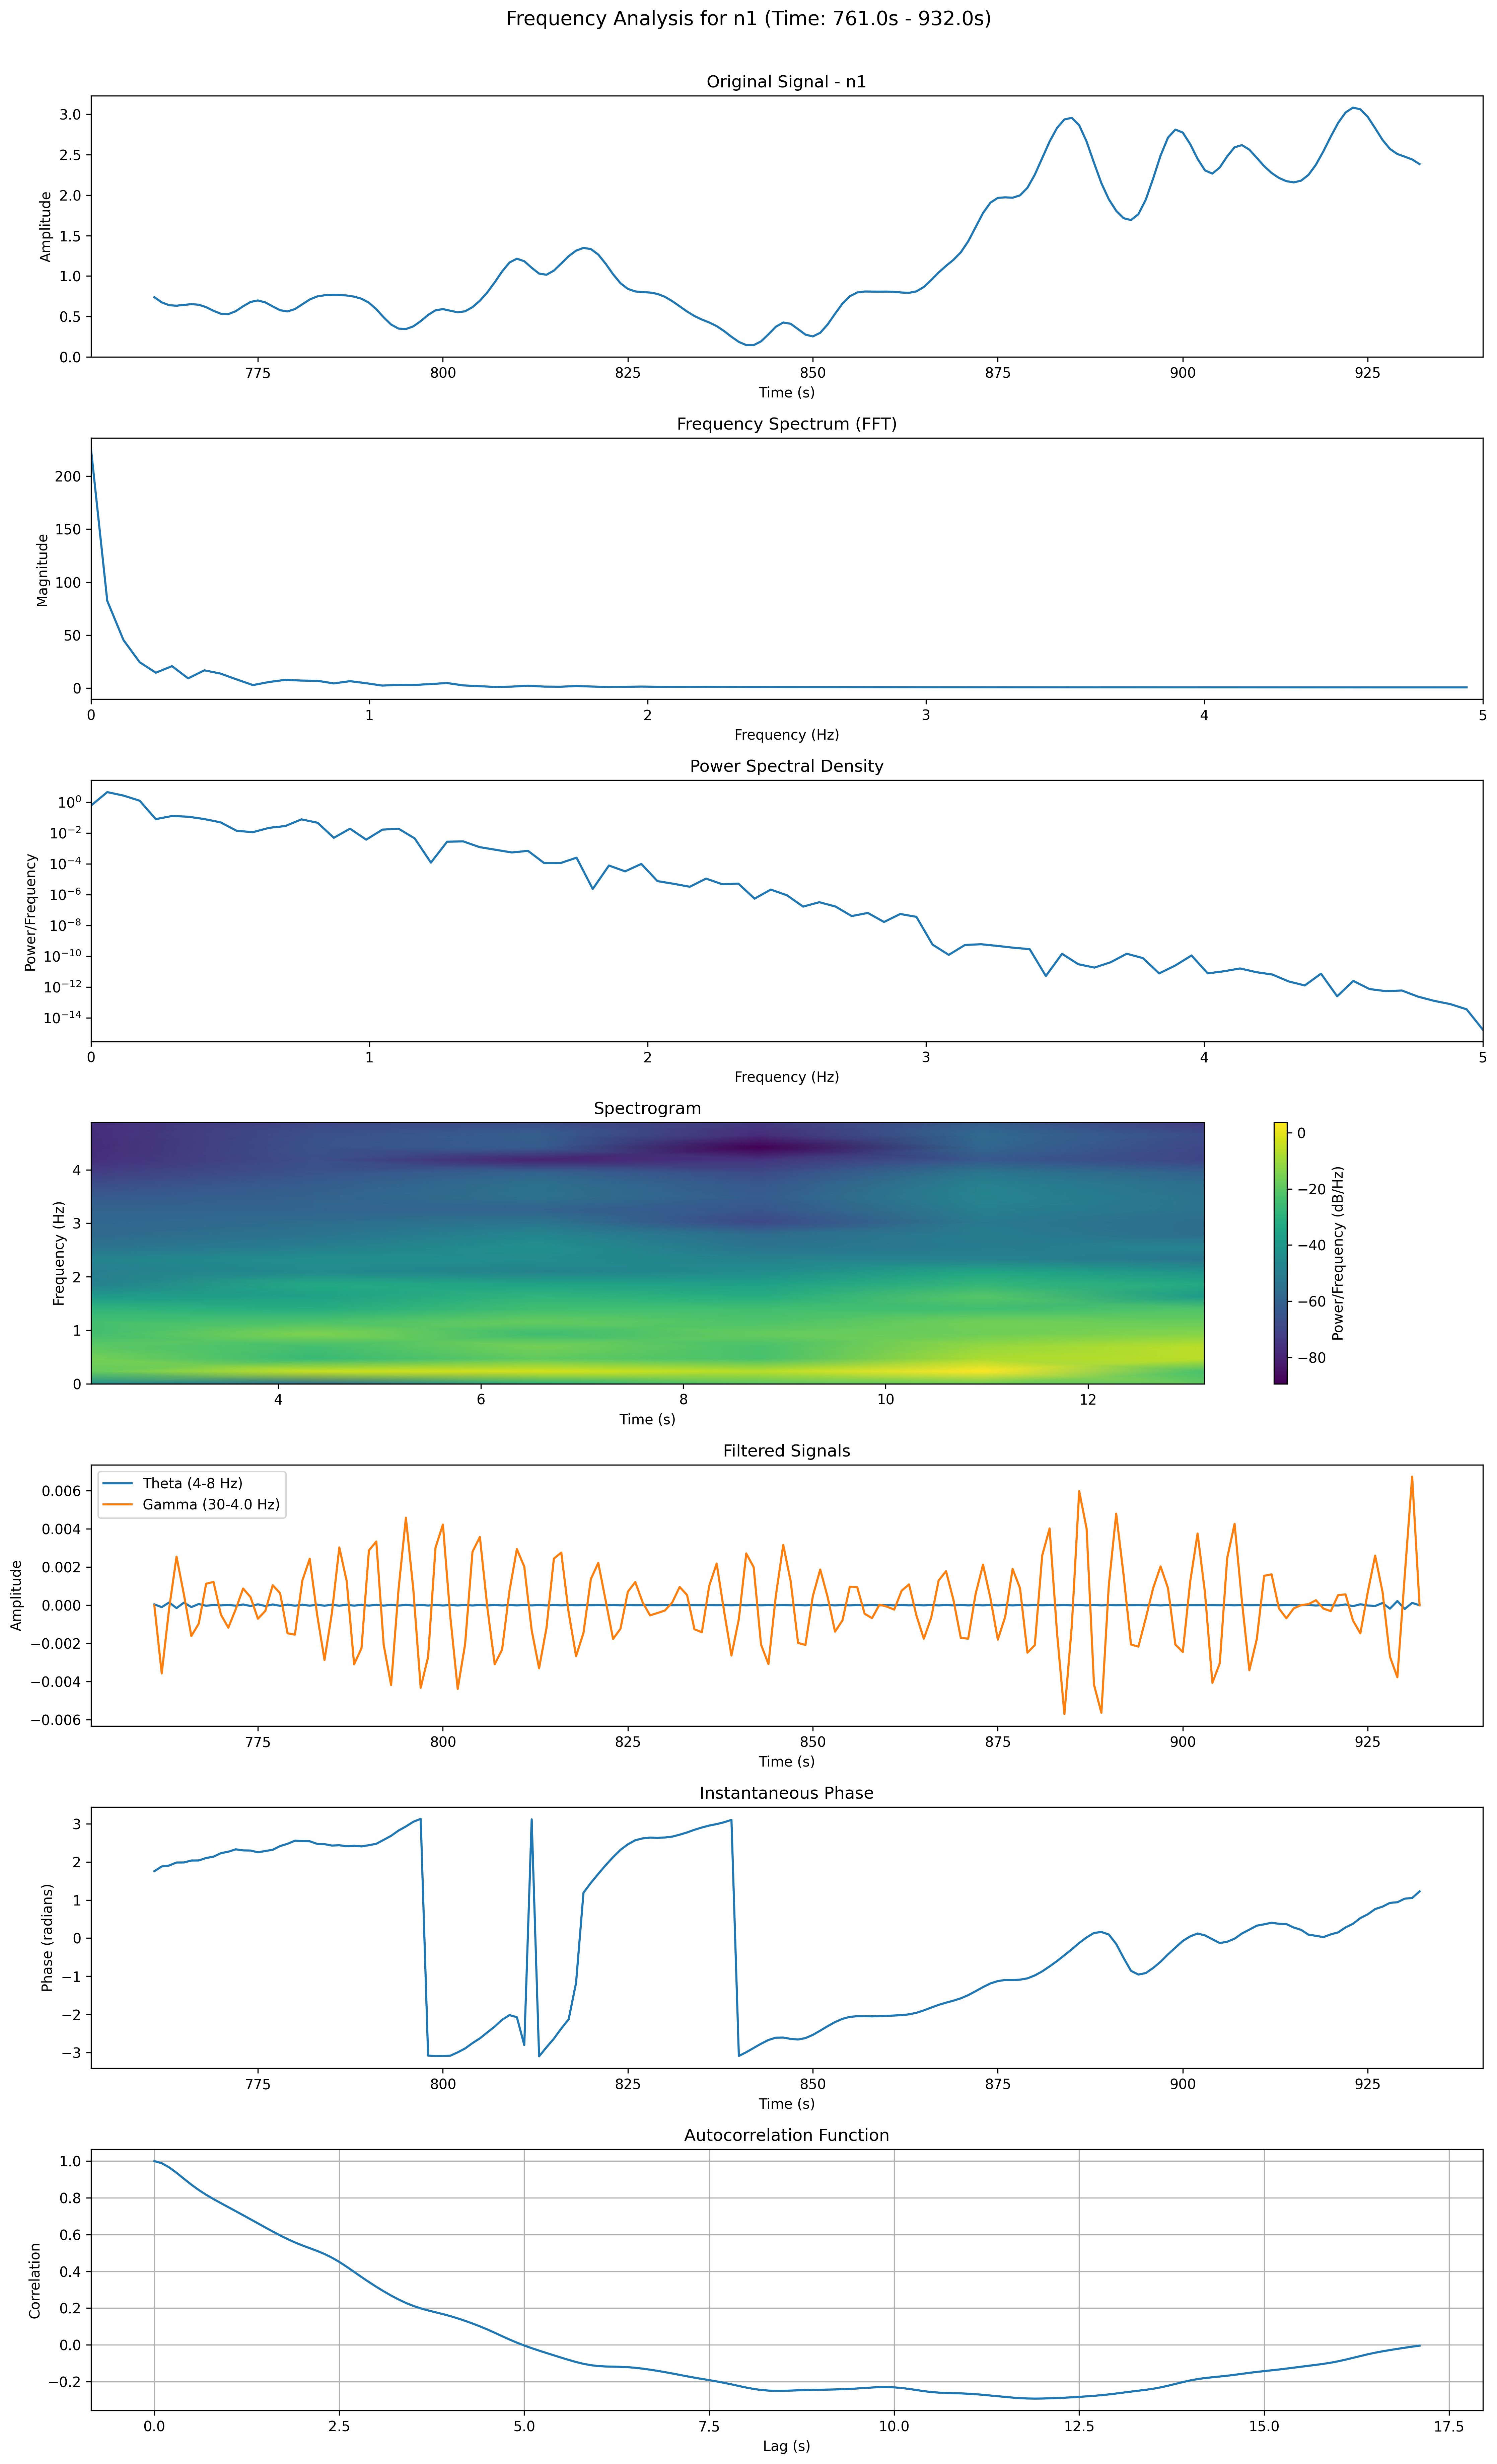 Frequency Analysis for n1 (Time: 761.0s - 932.0s)
Original Signal - n1
3.0
2.5
2.0
1.5
1.0
0.5
0.0
Amplitude
775 800 825 850 875 900 925
Time (s)
Frequency Spectrum (FFT)
200
150
100
50
0
Magnitude
0 1 2 3 4 5
Frequency (Hz)
Power Spectral Density
10⁰
10⁻²
10⁻⁴
10⁻⁶
10⁻⁸
10⁻¹⁰
10⁻¹²
10⁻¹⁴
Power/Frequency
0 1 2 3 4 5
Frequency (Hz)
Spectrogram
4
3
2
1
0
Frequency (Hz)
4 6 8 10 12
Time (s)
0
−20
−40
−60
−80
Power/Frequency (dB/Hz)
Filtered Signals
Theta (4-8 Hz)
Gamma (30-4.0 Hz)
0.006
0.004
0.002
0.000
−0.002
−0.004
−0.006
Amplitude
775 800 825 850 875 900 925
Time (s)
Instantaneous Phase
3
2
1
0
−1
−2
−3
Phase (radians)
775 800 825 850 875 900 925
Time (s)
Autocorrelation Function
1.0
0.8
0.6
0.4
0.2
0.0
−0.2
Correlation
0.0 2.5 5.0 7.5 10.0 12.5 15.0 17.5
Lag (s)